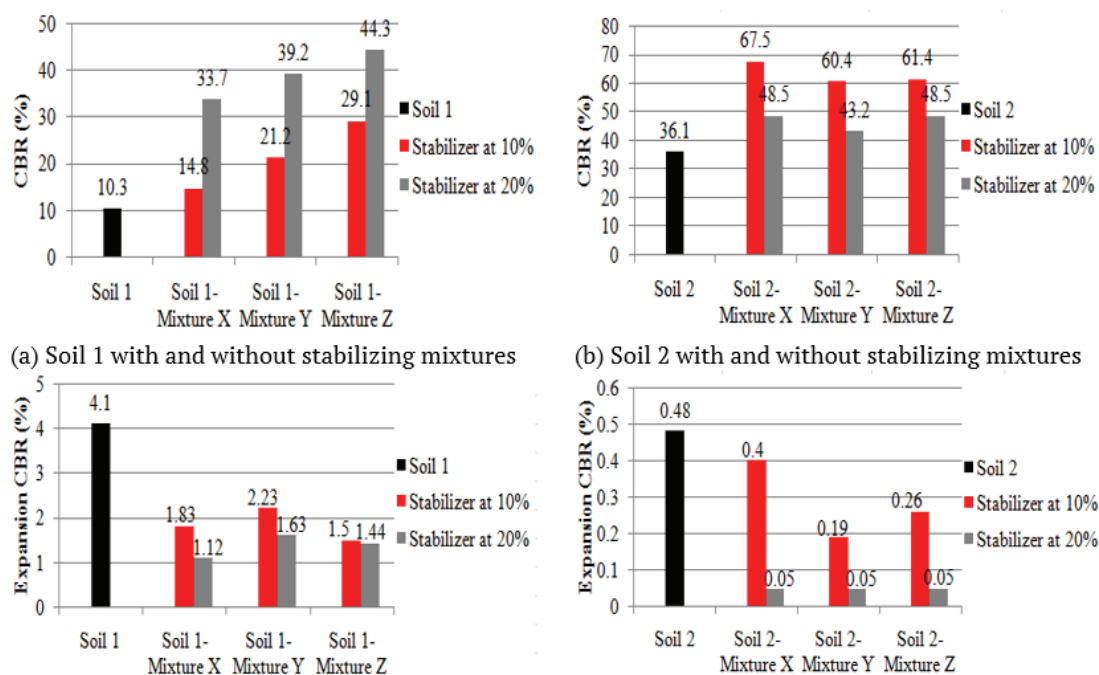 50
40
30
20
10
0
CBR (%)
10.3
14.8
33.7
21.2
39.2
29.1
44.3
Soil 1
Stabilizer at 10%
Stabilizer at 20%
Soil 1
Soil 1-
Mixture X
Soil 1-
Mixture Y
Soil 1-
Mixture Z
(a) Soil 1 with and without stabilizing mixtures
80
70
60
50
40
30
20
10
0
CBR (%)
36.1
67.5
48.5
60.4
43.2
61.4
48.5
Soil 2
Stabilizer at 10%
Stabilizer at 20%
Soil 2
Soil 2-
Mixture X
Soil 2-
Mixture Y
Soil 2-
Mixture Z
(b) Soil 2 with and without stabilizing mixtures
5
4
3
2
1
0
Expansion CBR (%)
4.1
1.83
1.12
2.23
1.63
1.5
1.44
Soil 1
Stabilizer at 10%
Stabilizer at 20%
Soil 1
Soil 1-
Mixture X
Soil 1-
Mixture Y
Soil 1-
Mixture Z
0.6
0.5
0.4
0.3
0.2
0.1
0
Expansion CBR (%)
0.48
0.4
0.05
0.19
0.05
0.26
0.05
Soil 2
Stabilizer at 10%
Stabilizer at 20%
Soil 2
Soil 2-
Mixture X
Soil 2-
Mixture Y
Soil 2-
Mixture Z